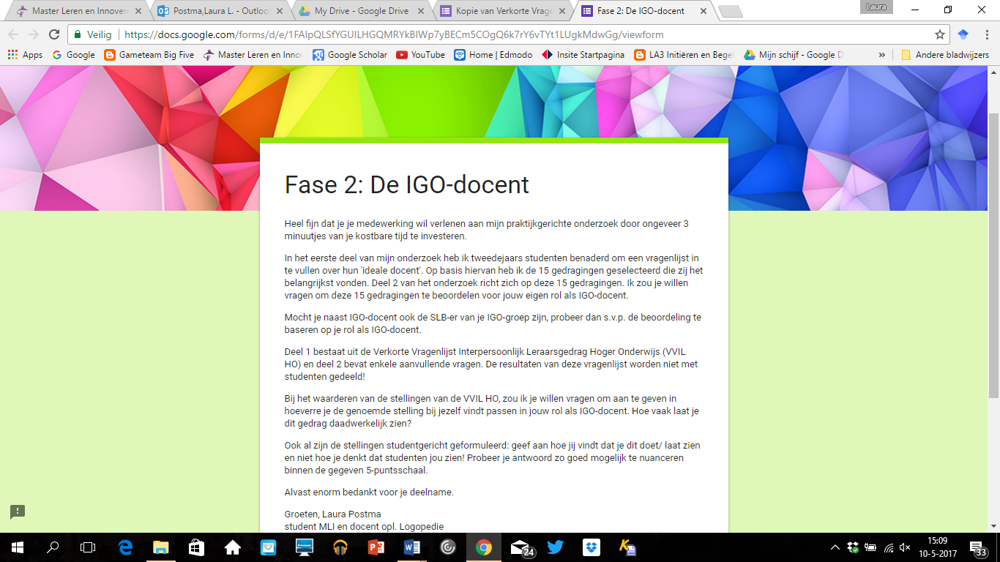 Laura
Master Leren en Innovere
Postma,Laura L. - Outloo
My Drive - Google Drive
Kopie van Verkorte Vrage
Fase 2: De IGO-docent
Veilig
https://docs.google.com/forms/d/e/1FAIpQLSfYGUILHGQMRYkBIWp7yBECm5COgQ6k7rY6vTYt1LUgkMdwGg/viewform
Apps
Google
Gameteam Big Five
Master Leren en Inno
Google Scholar
YouTube
Home | Edmodo
Insite Startpagina
LA3 Initiëren en Bege
Mijn schijf - Google D
»
Andere bladwijzers
Fase 2: De IGO-docent
Heel fijn dat je je medewerking wil verlenen aan mijn praktijkgerichte onderzoek door ongeveer 3
minuutjes van je kostbare tijd te investeren.
In het eerste deel van mijn onderzoek heb ik tweedejaars studenten benaderd om een vragenlijst in
te vullen over hun 'ideale docent'. Op basis hiervan heb ik de 15 gedragingen geselecteerd die zij het
belangrijkst vonden. Deel 2 van het onderzoek richt zich op deze 15 gedragingen. Ik zou je willen
vragen om deze 15 gedragingen te beoordelen voor jouw eigen rol als IGO-docent.
Mocht je naast IGO-docent ook de SLB-er van je IGO-groep zijn, probeer dan s.v.p. de beoordeling te
baseren op je rol als IGO-docent.
Deel 1 bestaat uit de Verkorte Vragenlijst Interpersoonlijk Leraarsgedrag Hoger Onderwijs (VVIL
HO) en deel 2 bevat enkele aanvullende vragen. De resultaten van deze vragenlijst worden niet met
studenten gedeeld!
Bij het waarderen van de stellingen van de VVIL HO, zou ik je willen vragen om aan te geven in
hoeverre je de genoemde stelling bij jezelf vindt passen in jouw rol als IGO-docent. Hoe vaak laat je
dit gedrag daadwerkelijk zien?
Ook al zijn de stellingen studentgericht geformuleerd: geef aan hoe jij vindt dat je dit doet/ laat zien
en niet hoe je denkt dat studenten jou zien! Probeer je antwoord zo goed mogelijk te nuanceren
binnen de gegeven 5-puntsschaal.
Alvast enorm bedankt voor je deelname.
Groeten, Laura Postma
student MLI en docent opl. Logopedie
24
15:09
10-5-2017
33